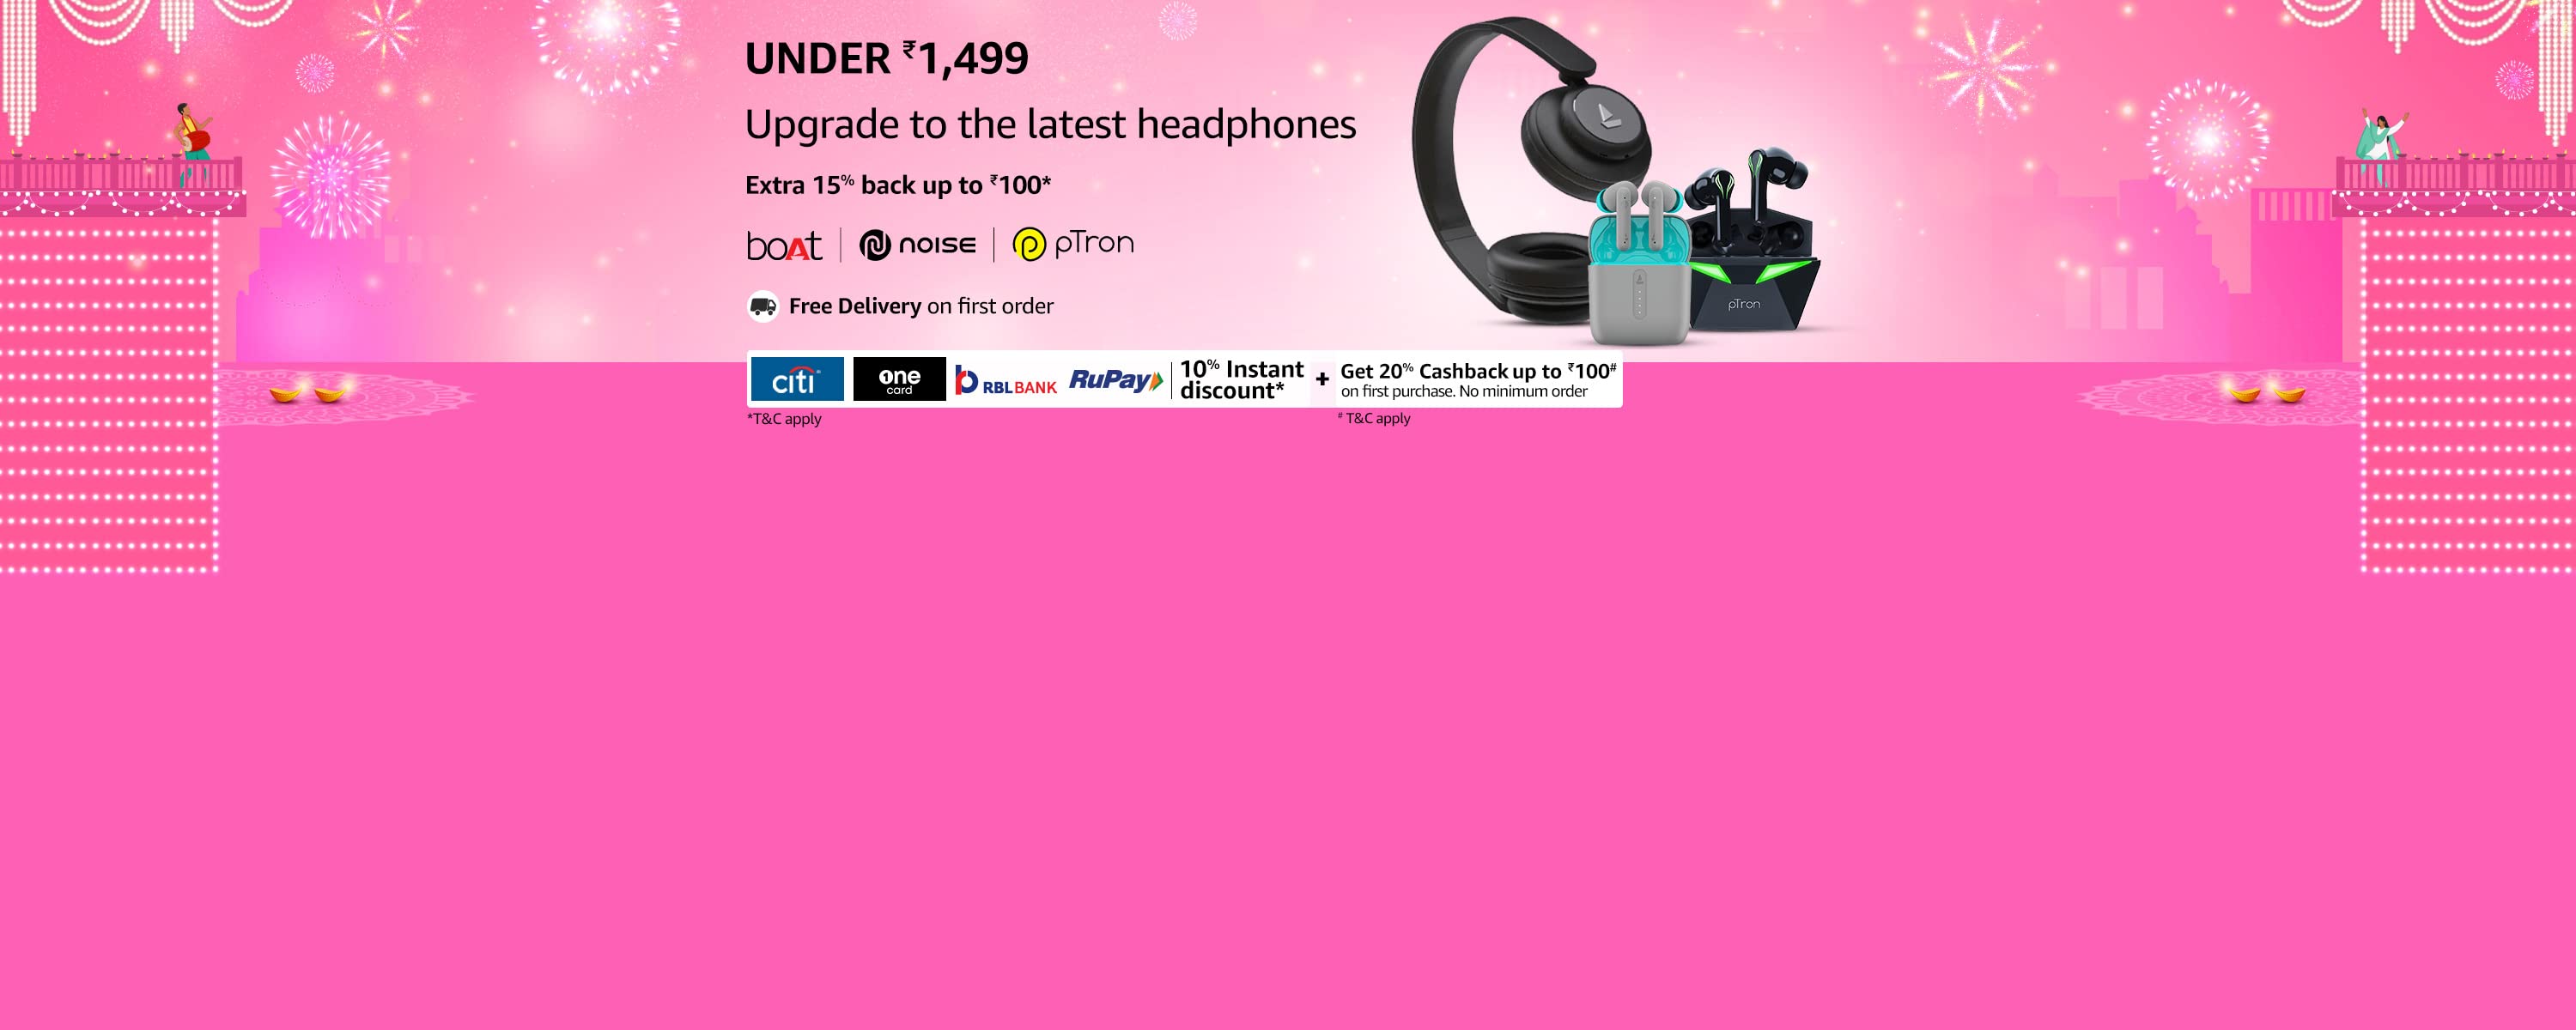 UNDER ₹1,499
Upgrade to the latest headphones
Extra 15% back up to ₹100*
boAt | noise | pTron
Free Delivery on first order
pTron
citi one card RBL BANK RuPay 10% Instant discount* + Get 20% Cashback up to ₹100#
on first purchase. No minimum order
*T&C apply
# T&C apply